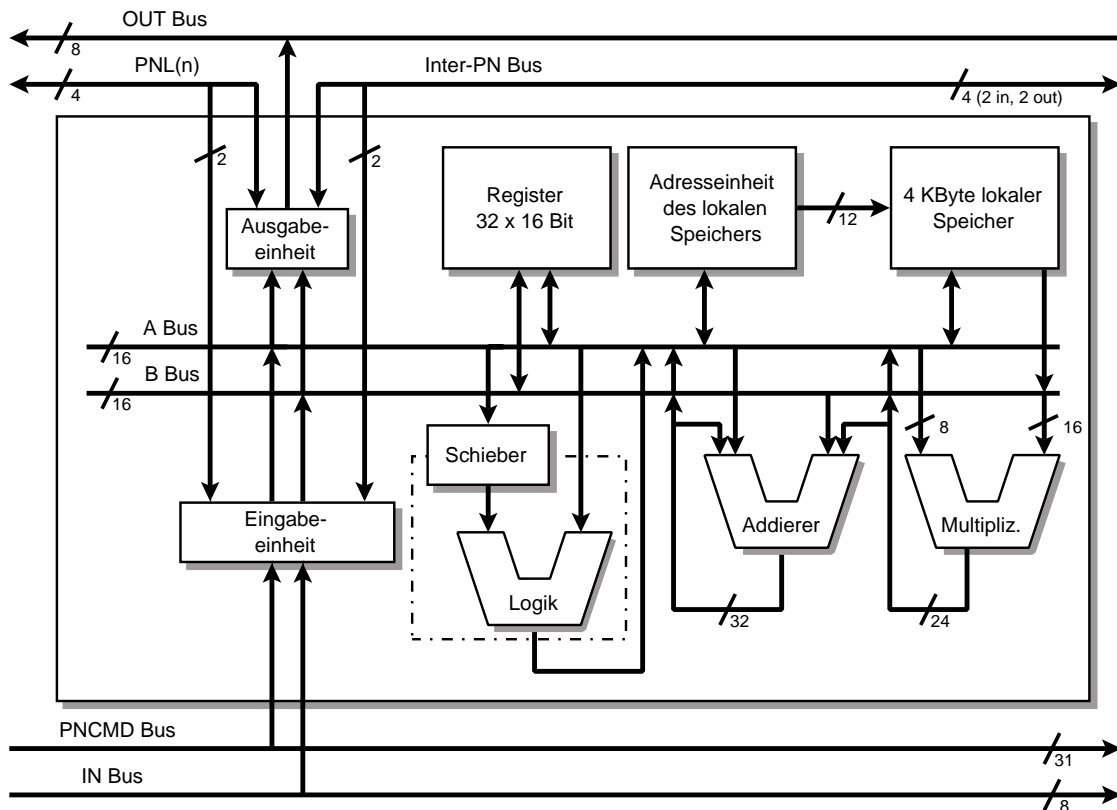 OUT Bus
8
PNL(n)
Inter-PN Bus
4
4 (2 in, 2 out)
2
2
Register
32 x 16 Bit
Adresseinheit
des lokalen
Speichers
12
4 KByte lokaler
Speicher
Ausgabe-
einheit
A Bus
16
B Bus
16
8
16
Schieber
Addierer
Multipliz.
Eingabe-
einheit
Logik
32
24
PNCMD Bus
31
IN Bus
8